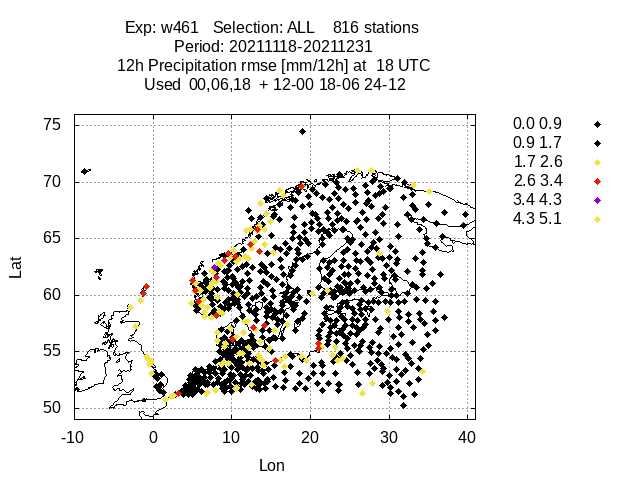 Exp: w461   Selection: ALL    816 stations
Period: 20211118-20211231
12h Precipitation rmse [mm/12h] at  18 UTC
Used  00,06,18  + 12-00 18-06 24-12
0.0 0.9
0.9 1.7
1.7 2.6
2.6 3.4
3.4 4.3
4.3 5.1
Lat
75
70
65
60
55
50
-10 0 10 20 30 40
Lon